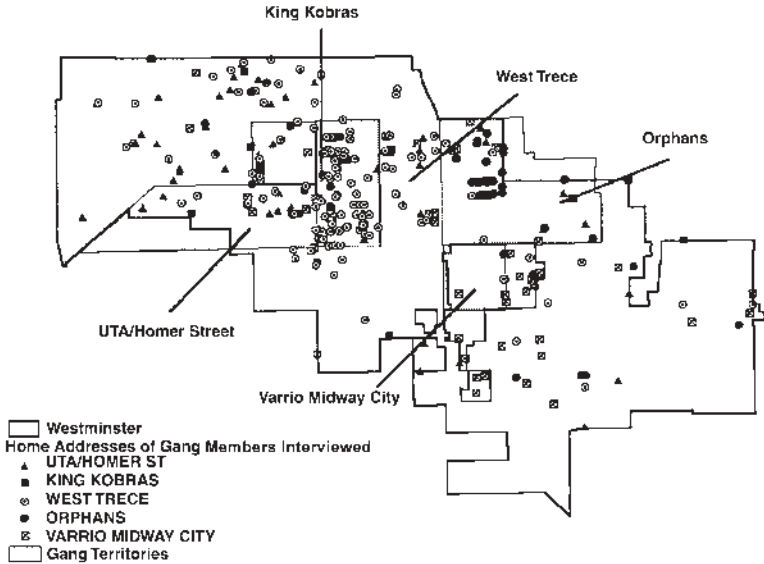 King Kobras
West Trece
Orphans
UTA/Homer Street
Varrio Midway City
Westminster
Home Addresses of Gang Members Interviewed
UTA/HOMER ST
KING KOBRAS
WEST TRECE
ORPHANS
VARRIO MIDWAY CITY
Gang Territories